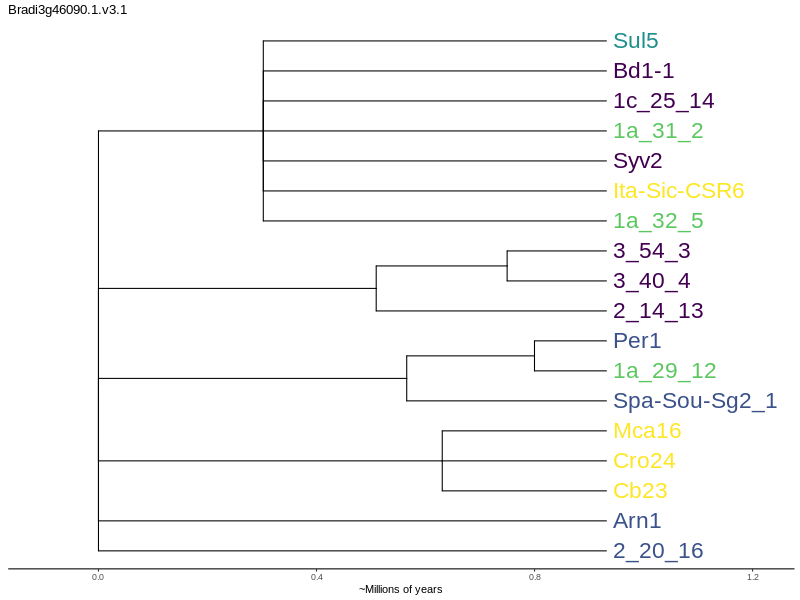 Bradi3g46090.1.v3.1
Sul5
Bd1-1
1c_25_14
1a_31_2
Syv2
Ita-Sic-CSR6
1a_32_5
3_54_3
3_40_4
2_14_13
Per1
1a_29_12
Spa-Sou-Sg2_1
Mca16
Cro24
Cb23
Arn1
2_20_16
0.0 0.4 0.8 1.2
~Millions of years